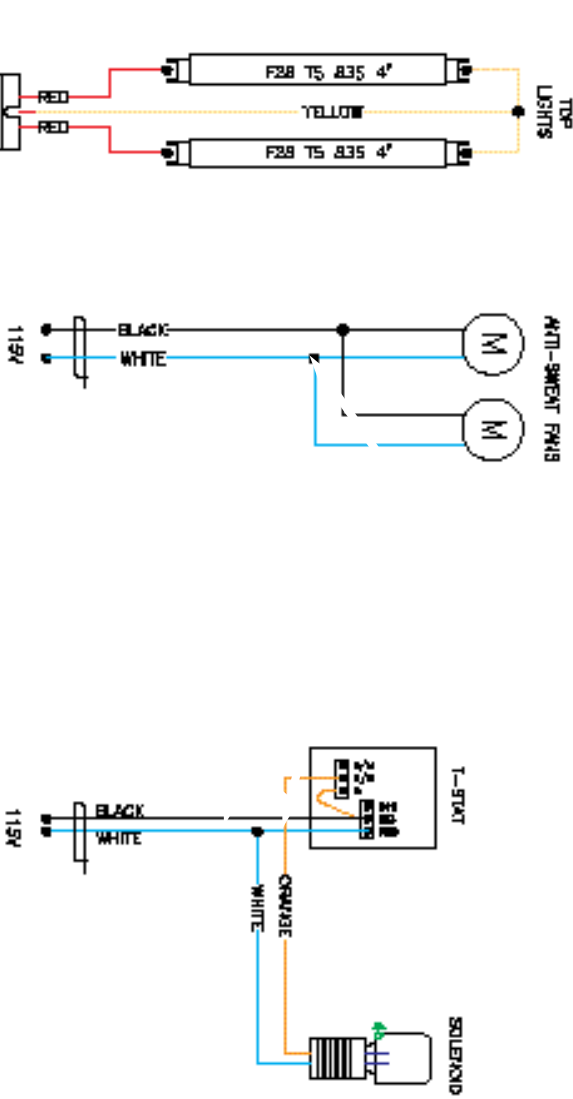 F28 T5 835 4'
RED
TOP
LIGHTS
YELLOW
RED
F28 T5 835 4'
115V
BLACK
WHITE
M
ANTI-SWEAT FANS
M
T-STAT
115V
BLACK
WHITE
WHITE
ORANGE
SOLENOID